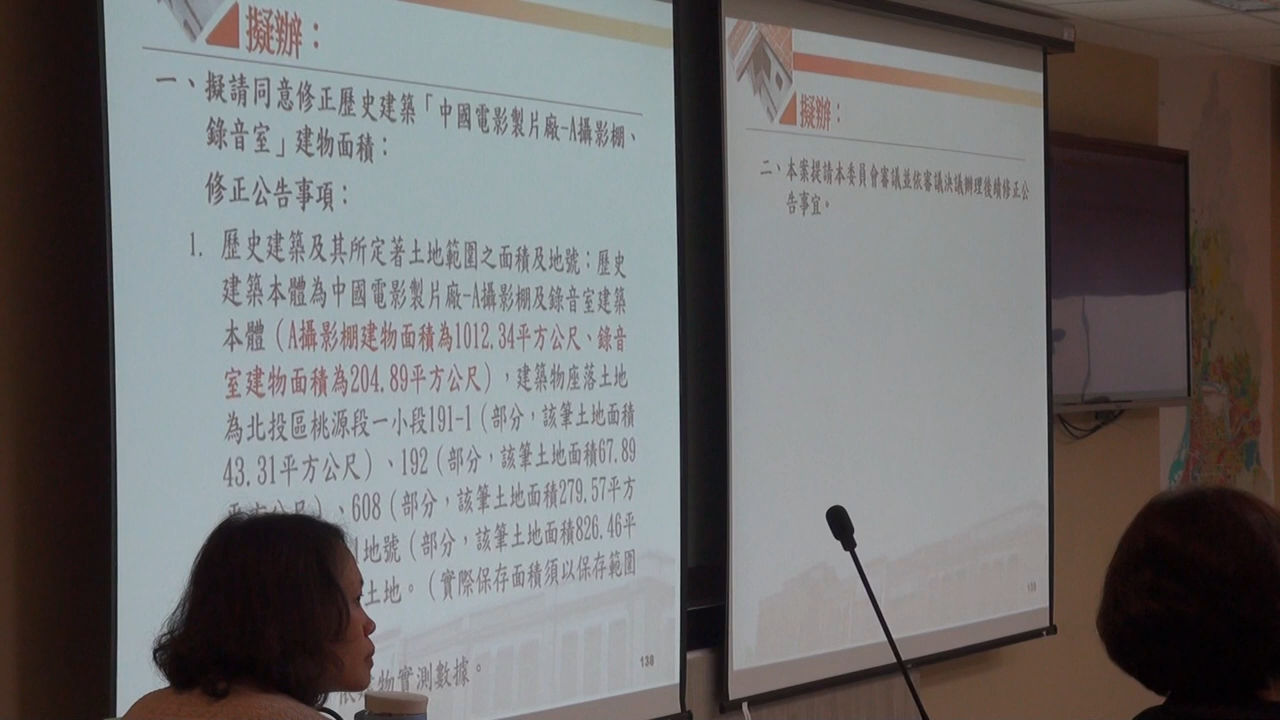 擬辦：
一、擬請同意修正歷史建築「中國電影製片廠-A攝影棚、
錄音室」建物面積：
修正公告事項：
1. 歷史建築及其所定著土地範圍之面積及地號：歷史
建築本體為中國電影製片廠-A攝影棚及錄音室建築
本體（A攝影棚建物面積為1012.34平方公尺、錄音
室建物面積為204.89平方公尺），建築物座落土地
為北投區桃源段一小段191-1（部分，該筆土地面積
43.31平方公尺）、192（部分，該筆土地面積67.89
平方公尺）、608（部分，該筆土地面積279.57平方
地號（部分，該筆土地面積826.46平
土地。（實際保存面積須以保存範圍
物實測數據。
138
擬辦：
二、本案提請本委員會審議並依審議決議辦理後續修正公
告事宜。